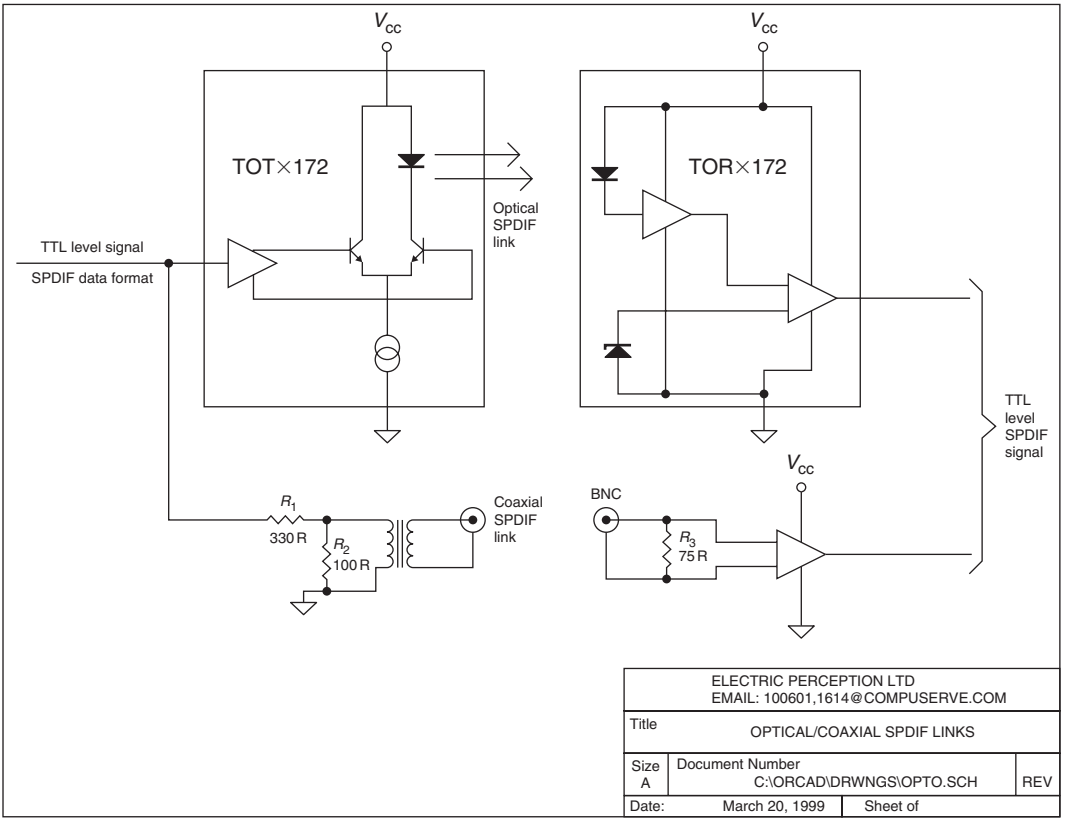 Vcc
Vcc
TOT×172
TOR×172
Optical
SPDIF
link
TTL level signal
SPDIF data format
TTL
level
SPDIF
signal
Vcc
R1
330 R
R2
100 R
Coaxial
SPDIF
link
BNC
R3
75 R
ELECTRIC PERCEPTION LTD
EMAIL: 100601,1614@COMPUSERVE.COM
Title
OPTICAL/COAXIAL SPDIF LINKS
Size
A
Document Number
C:\ORCAD\DRWNGS\OPTO.SCH
REV
Date:
March 20, 1999
Sheet of